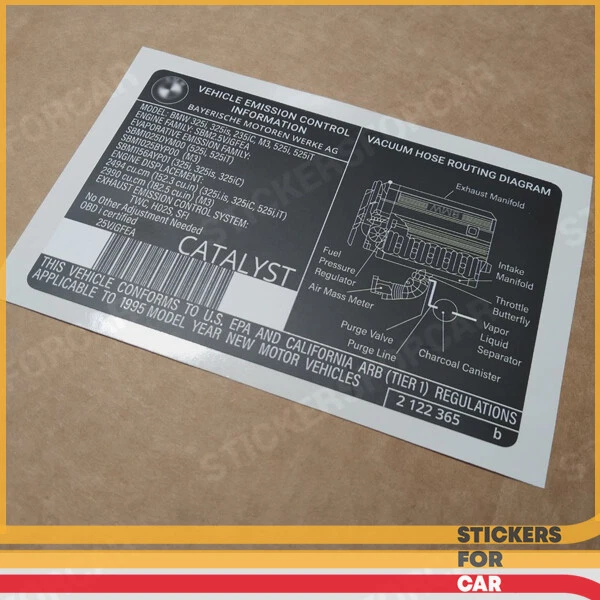 VEHICLE EMISSION CONTROL
INFORMATION
BAYERISCHE MOTOREN WERKE AG
MODEL: BMW 325i, 325is, 235iC, M3, 525i, 525iT
ENGINE FAMILY: SBM2.5VJGFEA
EVAPORATIVE EMISSION FAMILY:
SBM1025BYM00 (525i, 525iT)
SBM1025BYP03 (M3)
SBM1056AYP01 (325i, 325is, 325iC)
ENGINE DISPLACEMENT:
2494 cu.cm (152.3 cu.in) (325i,is, 325iC, 525i,iT)
2990 cu.cm (82.5 cu.in) (M3)
EXHAUST EMISSION CONTROL SYSTEM:
TWC, HO2S, SFI
No Other Adjustment Needed
OBD I certified
25VJGFEA
CATALYST
VACUUM HOSE ROUTING DIAGRAM
Exhaust Manifold
Intake
Manifold
Fuel
Pressure
Regulator
Air Mass Meter
Throttle
Butterfly
Vapor
Liquid
Separator
Purge Valve
Purge Line
Charcoal Canister
THIS VEHICLE CONFORMS TO U.S. EPA AND CALIFORNIA ARB (TIER 1) REGULATIONS
APPLICABLE TO 1995 MODEL YEAR NEW MOTOR VEHICLES
2 122 365
b
STICKERS
FOR
CAR